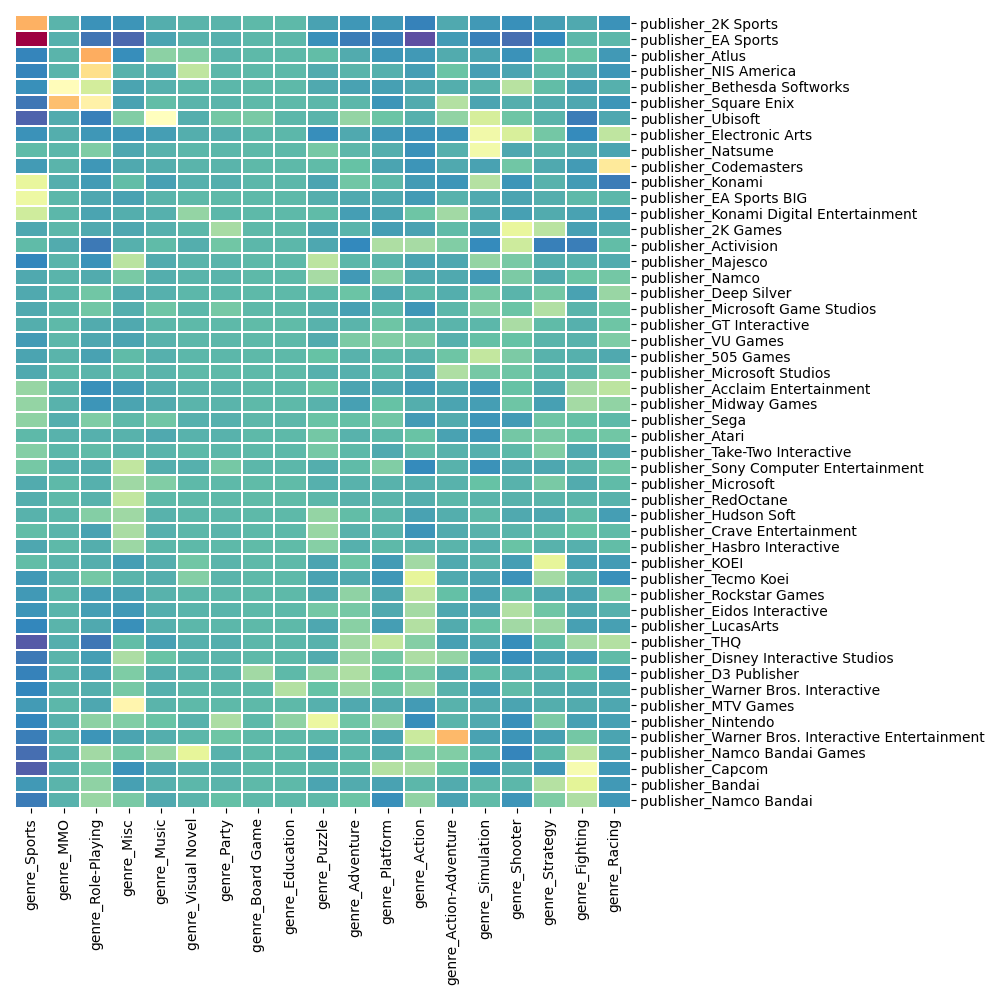 publisher_2K Sports
publisher_EA Sports
publisher_Atlus
publisher_NIS America
publisher_Bethesda Softworks
publisher_Square Enix
publisher_Ubisoft
publisher_Electronic Arts
publisher_Natsume
publisher_Codemasters
publisher_Konami
publisher_EA Sports BIG
publisher_Konami Digital Entertainment
publisher_2K Games
publisher_Activision
publisher_Majesco
publisher_Namco
publisher_Deep Silver
publisher_Microsoft Game Studios
publisher_GT Interactive
publisher_VU Games
publisher_505 Games
publisher_Microsoft Studios
publisher_Acclaim Entertainment
publisher_Midway Games
publisher_Sega
publisher_Atari
publisher_Take-Two Interactive
publisher_Sony Computer Entertainment
publisher_Microsoft
publisher_RedOctane
publisher_Hudson Soft
publisher_Crave Entertainment
publisher_Hasbro Interactive
publisher_KOEI
publisher_Tecmo Koei
publisher_Rockstar Games
publisher_Eidos Interactive
publisher_LucasArts
publisher_THQ
publisher_Disney Interactive Studios
publisher_D3 Publisher
publisher_Warner Bros. Interactive
publisher_MTV Games
publisher_Nintendo
publisher_Warner Bros. Interactive Entertainment
publisher_Namco Bandai Games
publisher_Capcom
publisher_Bandai
publisher_Namco Bandai
genre_Sports
genre_MMO
genre_Role-Playing
genre_Misc
genre_Music
genre_Visual Novel
genre_Party
genre_Board Game
genre_Education
genre_Puzzle
genre_Adventure
genre_Platform
genre_Action
genre_Action-Adventure
genre_Simulation
genre_Shooter
genre_Strategy
genre_Fighting
genre_Racing